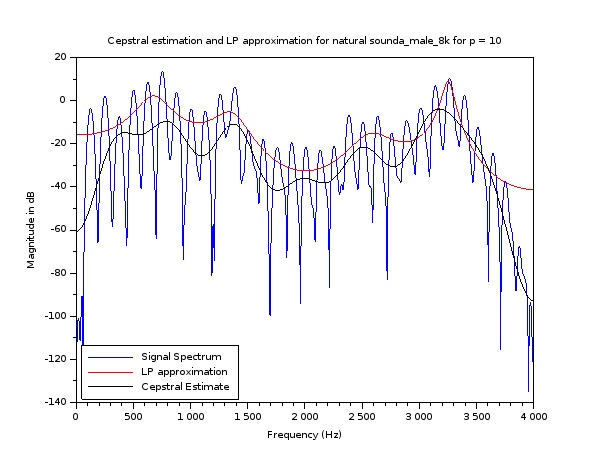 Cepstral estimation and LP approximation for natural sounda_male_8k for p = 10
20
0
-20
-40
-60
-80
-100
-120
-140
Magnitude in dB
Signal Spectrum
LP approximation
Cepstral Estimate
0 500 1 000 1 500 2 000 2 500 3 000 3 500 4 000
Frequency (Hz)